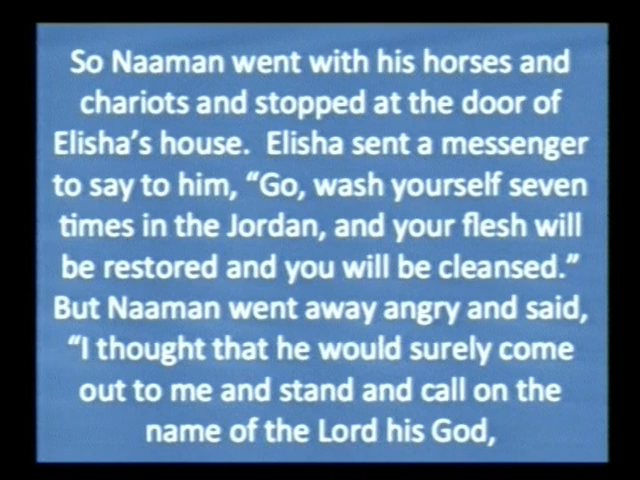 So Naaman went with his horses and
chariots and stopped at the door of
Elisha's house.  Elisha sent a messenger
to say to him, “Go, wash yourself seven
times in the Jordan, and your flesh will
be restored and you will be cleansed.”
But Naaman went away angry and said,
“I thought that he would surely come
out to me and stand and call on the
name of the Lord his God,